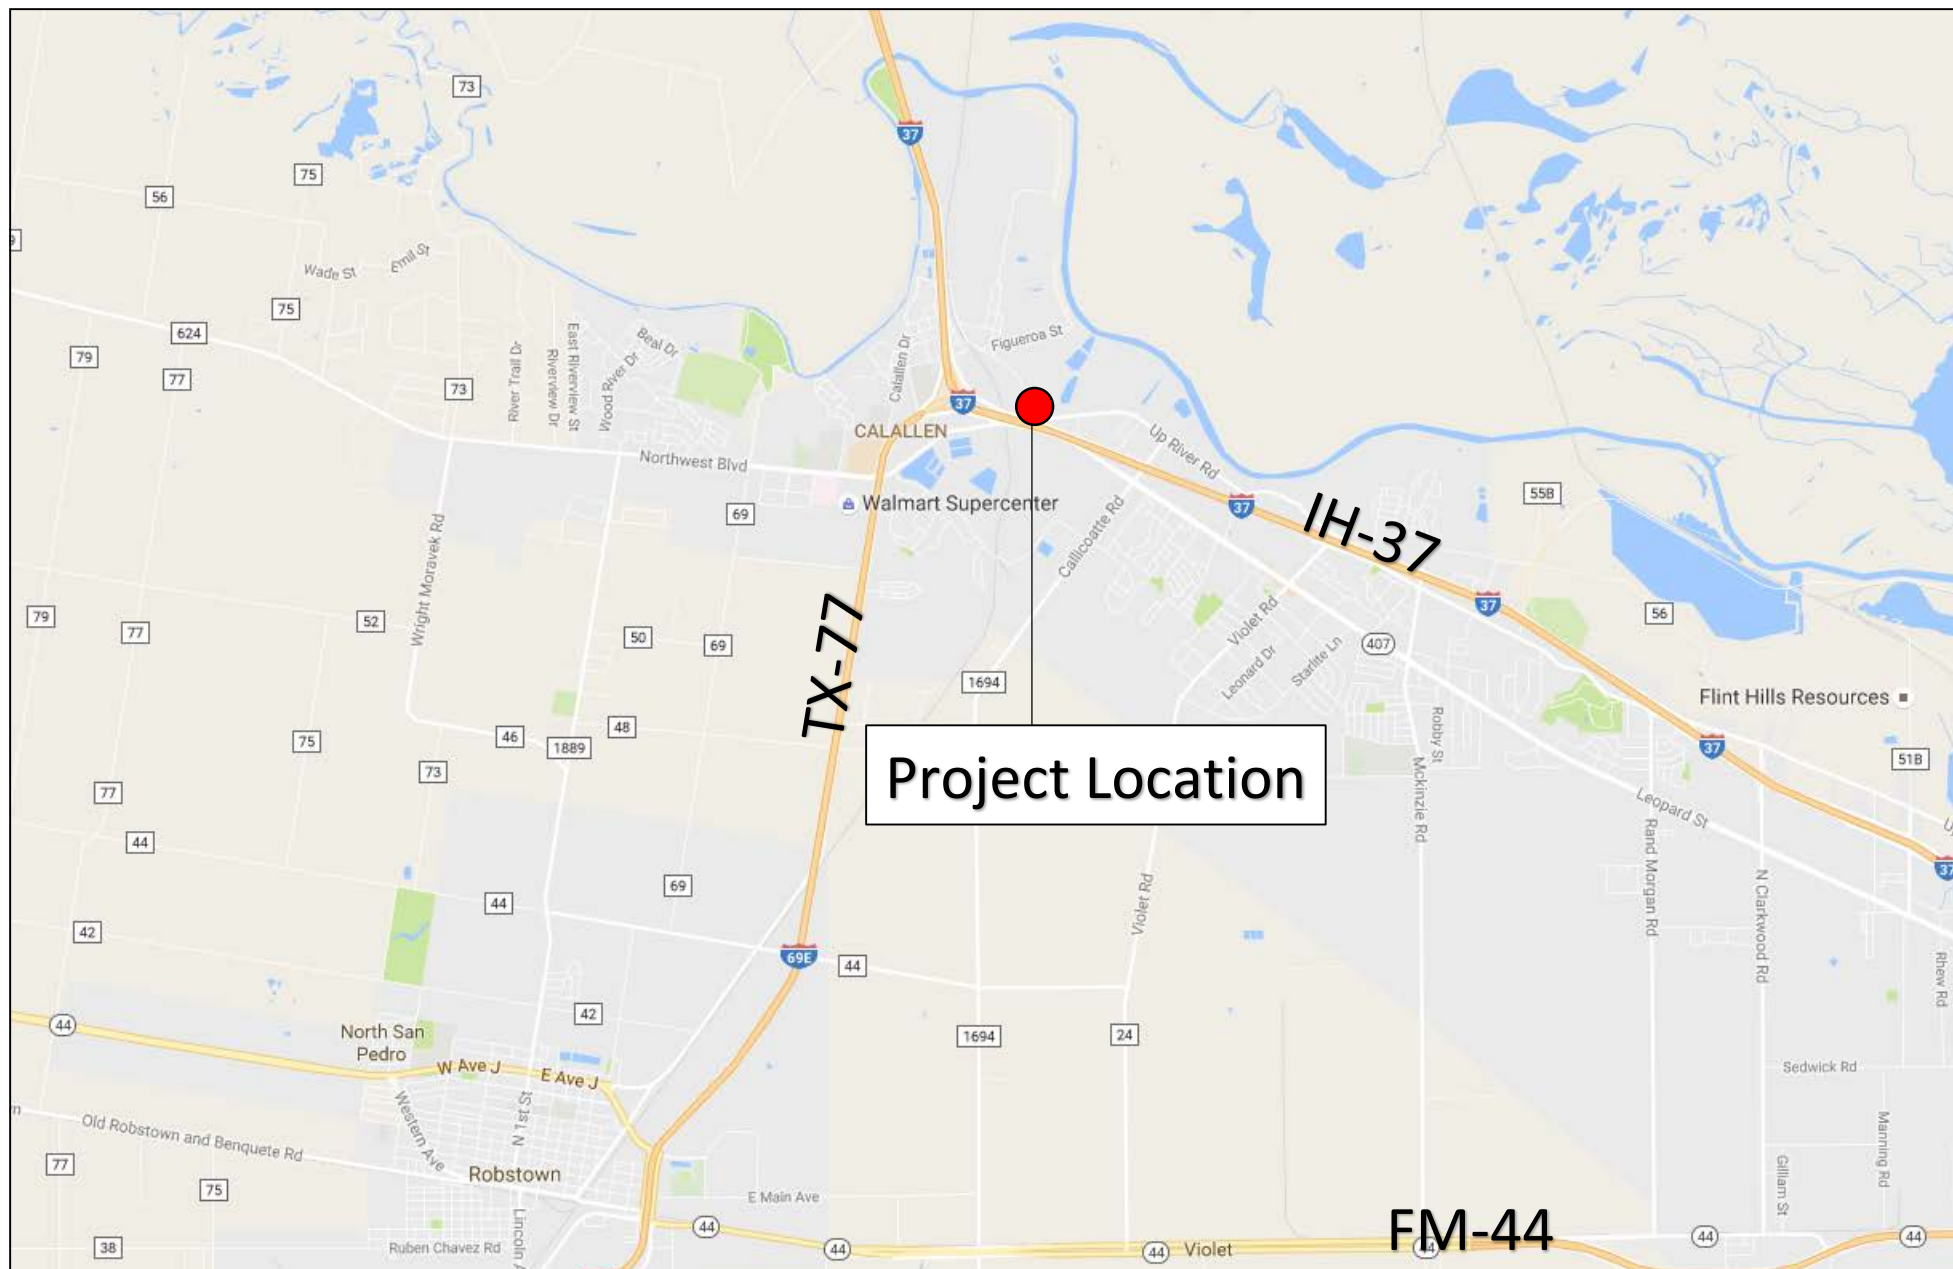 73
37
75
56
Wade St
Emil St
75
624
79
77
73
River Trail Dr
Riverview Dr
East Riverview St
Wood River Dr
Beal Dr
Calallen Dr
Figueroa St
37
CALALLEN
Northwest Blvd
Up River Rd
Walmart Supercenter
69
37
IH-37
55B
Callicoatte Rd
Wright Moravek Rd
79
77
52
50
69
TX-77
Violet Rd
Leonard Dr
Starlite Ln
407
37
56
1694
Flint Hills Resources
75
46
1889
48
73
Robby St
37
51B
Project Location
Mckinzie Rd
Leopard St
77
44
Rand Morgan Rd
N Clarkwood Rd
37
69
44
42
Violet Rd
69E
44
Rhew Rd
44
North San
Pedro
42
1694
24
W Ave J
E Ave J
Sedwick Rd
Western Ave
N 1st St
Old Robstown and Benquete Rd
Manning Rd
77
75
Robstown
E Main Ave
Gillam St
38
Ruben Chavez Rd
Lincoln
44
44
44
Violet
44
FM-44
44
44